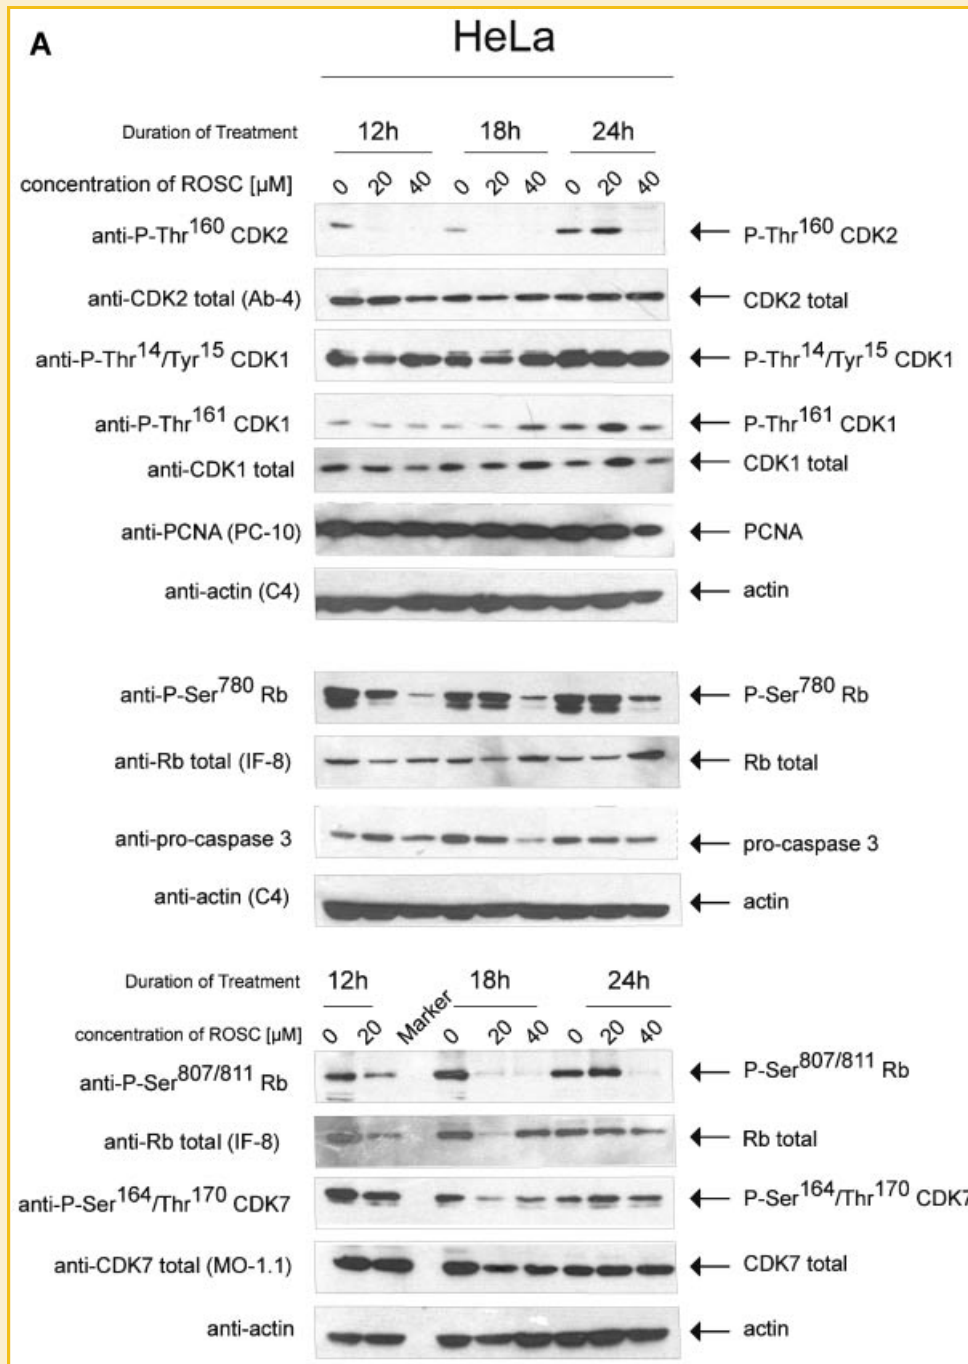 A
HeLa
Duration of Treatment 12h 18h 24h
concentration of ROSC [µM] 0 20 40 0 20 40 0 20 40
anti-P-Thr160 CDK2 P-Thr160 CDK2
anti-CDK2 total (Ab-4) CDK2 total
anti-P-Thr14/Tyr15 CDK1 P-Thr14/Tyr15 CDK1
anti-P-Thr161 CDK1 P-Thr161 CDK1
anti-CDK1 total CDK1 total
anti-PCNA (PC-10) PCNA
anti-actin (C4) actin
anti-P-Ser780 Rb P-Ser780 Rb
anti-Rb total (IF-8) Rb total
anti-pro-caspase 3 pro-caspase 3
anti-actin (C4) actin
Duration of Treatment 12h 18h 24h
concentration of ROSC [µM] 0 20 Marker 0 20 40 0 20 40
anti-P-Ser807/811 Rb P-Ser807/811 Rb
anti-Rb total (IF-8) Rb total
anti-P-Ser164/Thr170 CDK7 P-Ser164/Thr170 CDK7
anti-CDK7 total (MO-1.1) CDK7 total
anti-actin actin